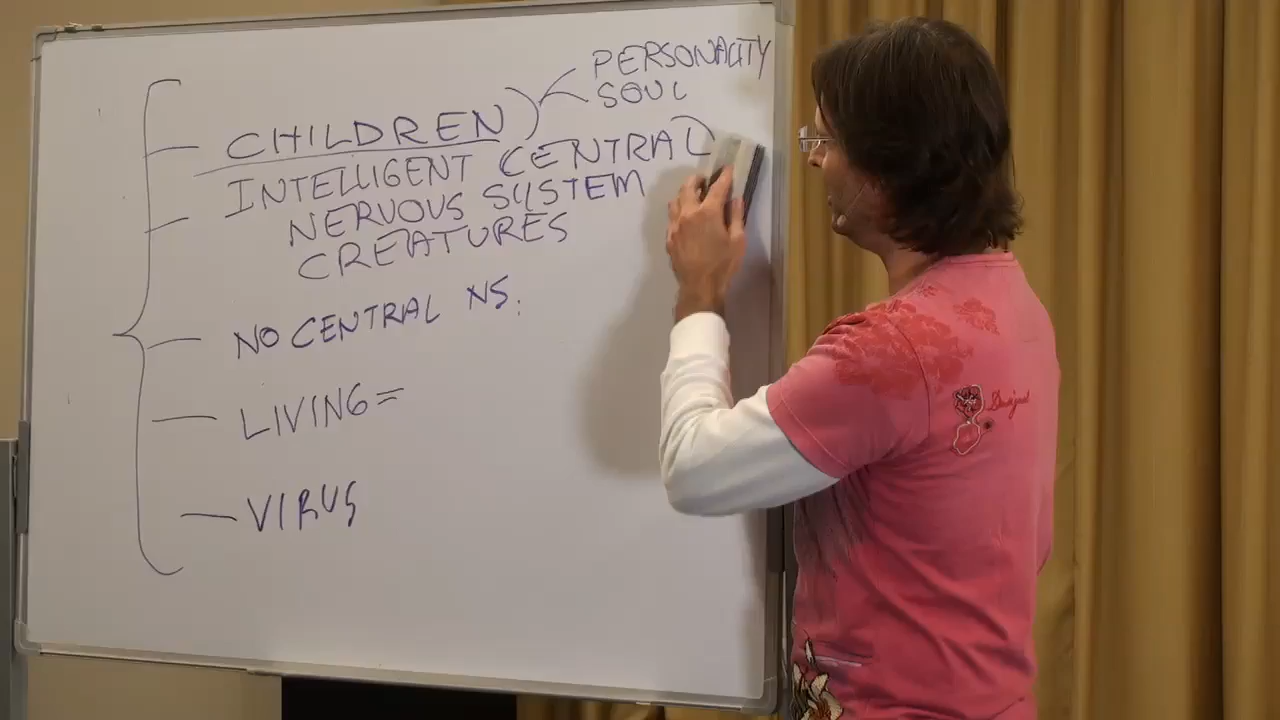 PERSONALITY
SOUL
CHILDREN
INTELLIGENT CENTRAL
NERVOUS SYSTEM
CREATURES
NO CENTRAL NS.
LIVING=
VIRUS